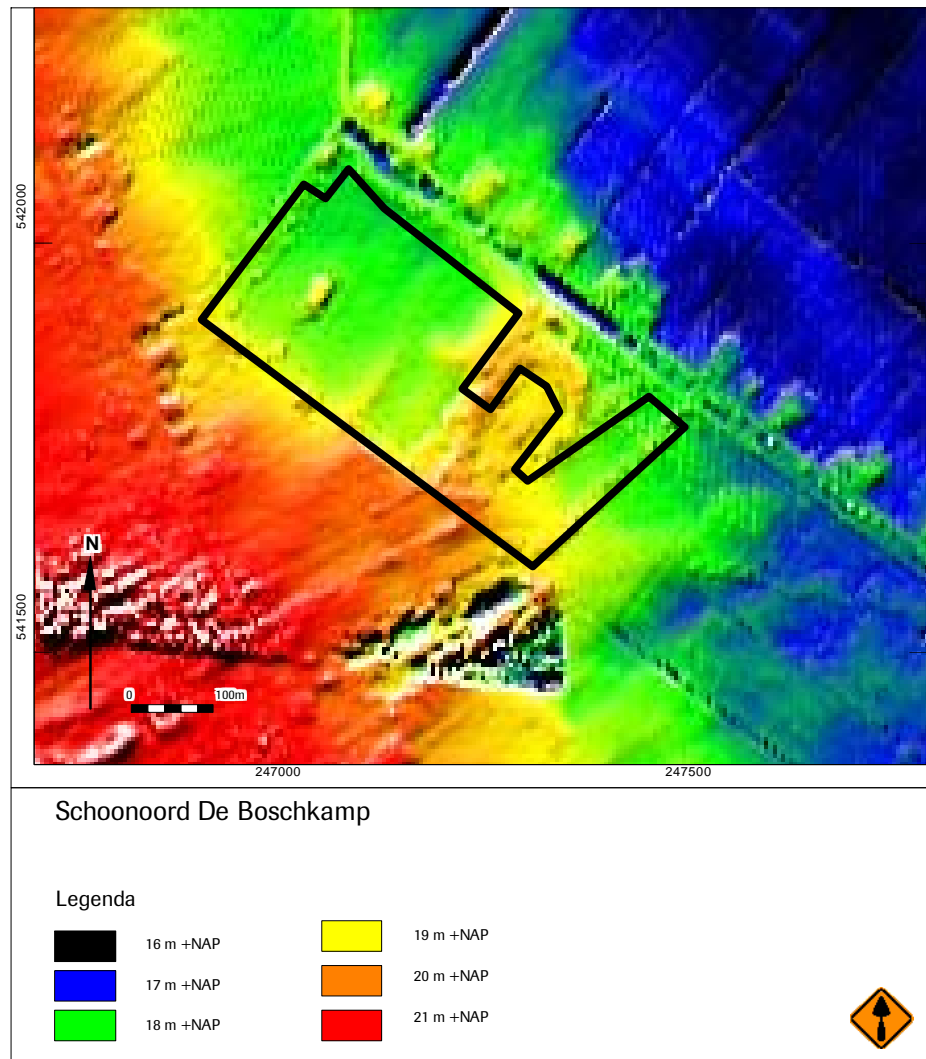 542000
541500
N
0 100m
247000 247500
Schoonoord De Boschkamp
Legenda
16 m +NAP
17 m +NAP
18 m +NAP
19 m +NAP
20 m +NAP
21 m +NAP